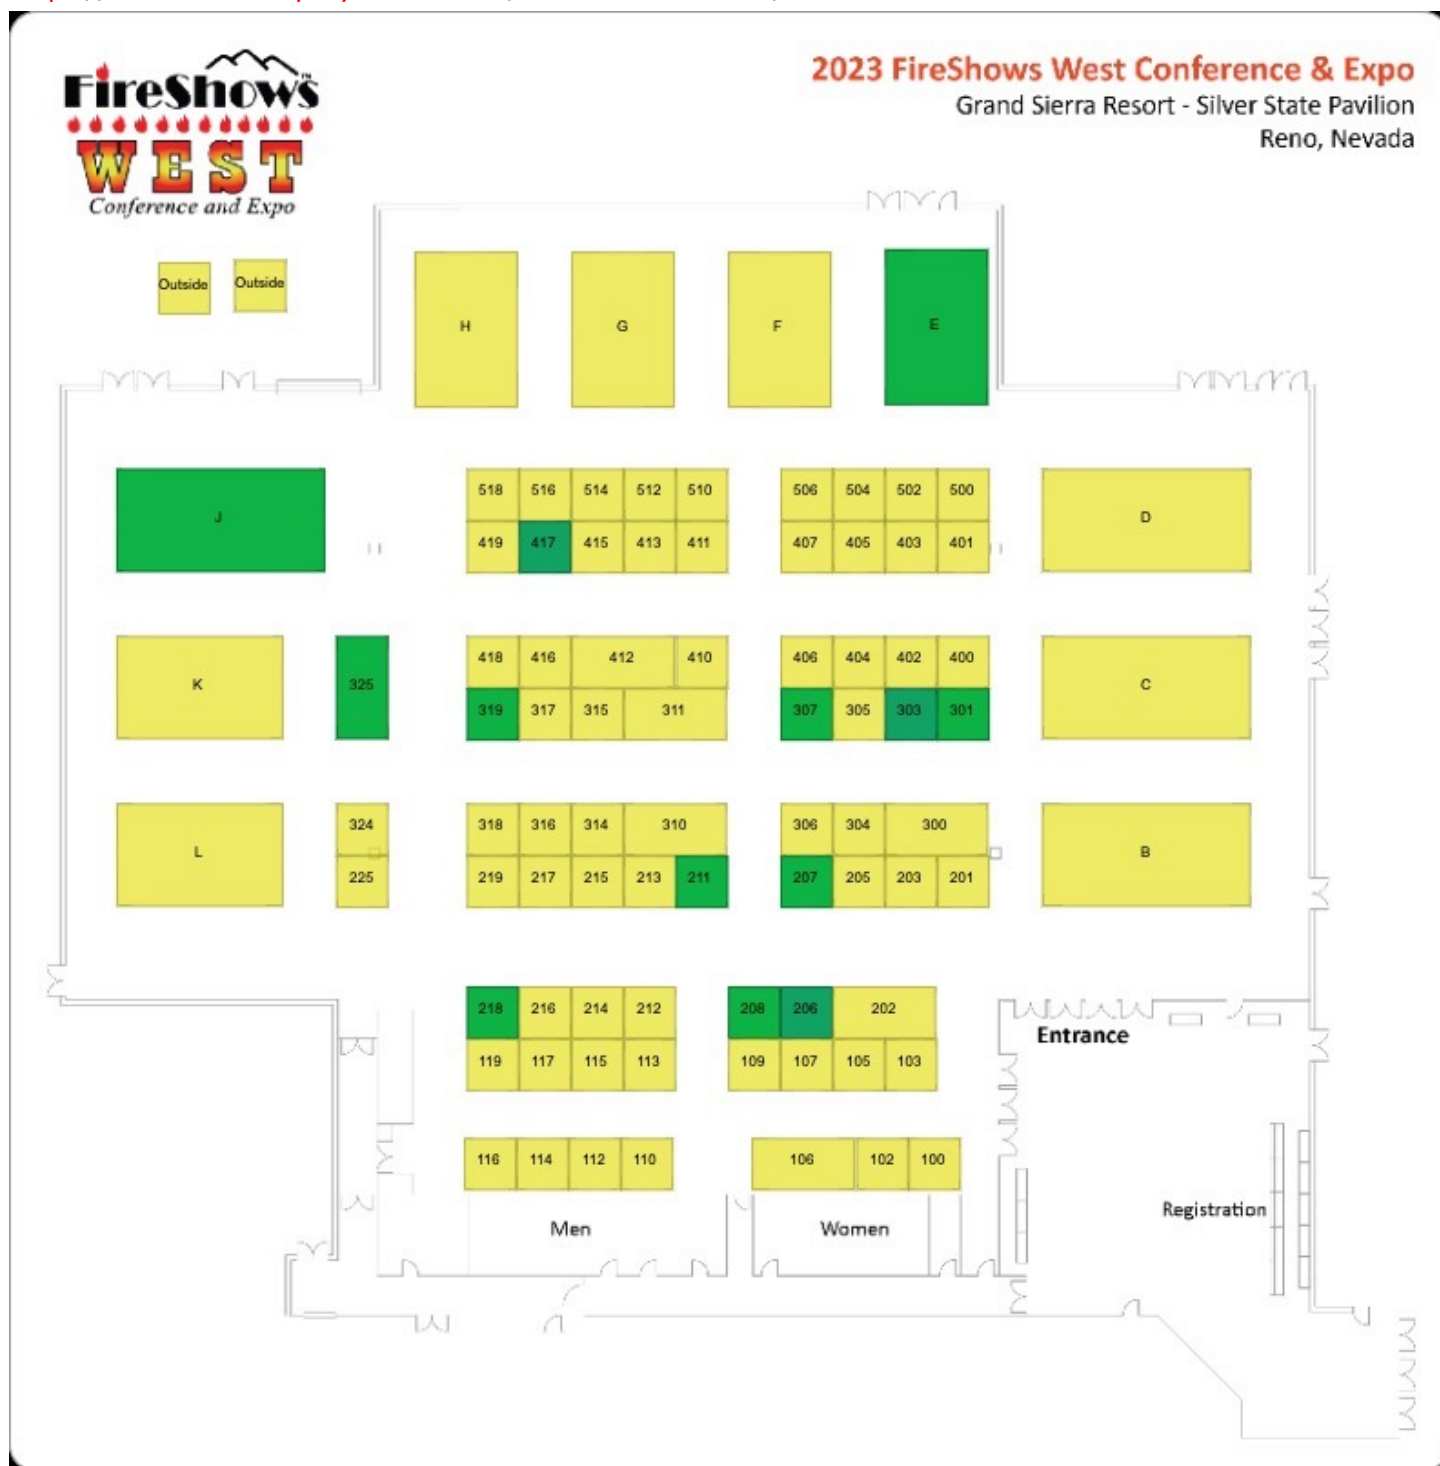 FireShows
WEST
Conference and Expo
2023 FireShows West Conference & Expo
Grand Sierra Resort - Silver State Pavilion
Reno, Nevada
Outside Outside
H G F E
J
518 516 514 512 510 506 504 502 500
D
419 417 415 413 411 407 405 403 401
K 325
418 416 412 410 406 404 402 400
C
319 317 315 311 307 305 303 301
L
324 318 316 314 310 306 304 300
B
225 219 217 215 213 211 207 205 203 201
218 216 214 212 208 206 202
Entrance
119 117 115 113 109 107 105 103
116 114 112 110 106 102 100
Registration
Men Women